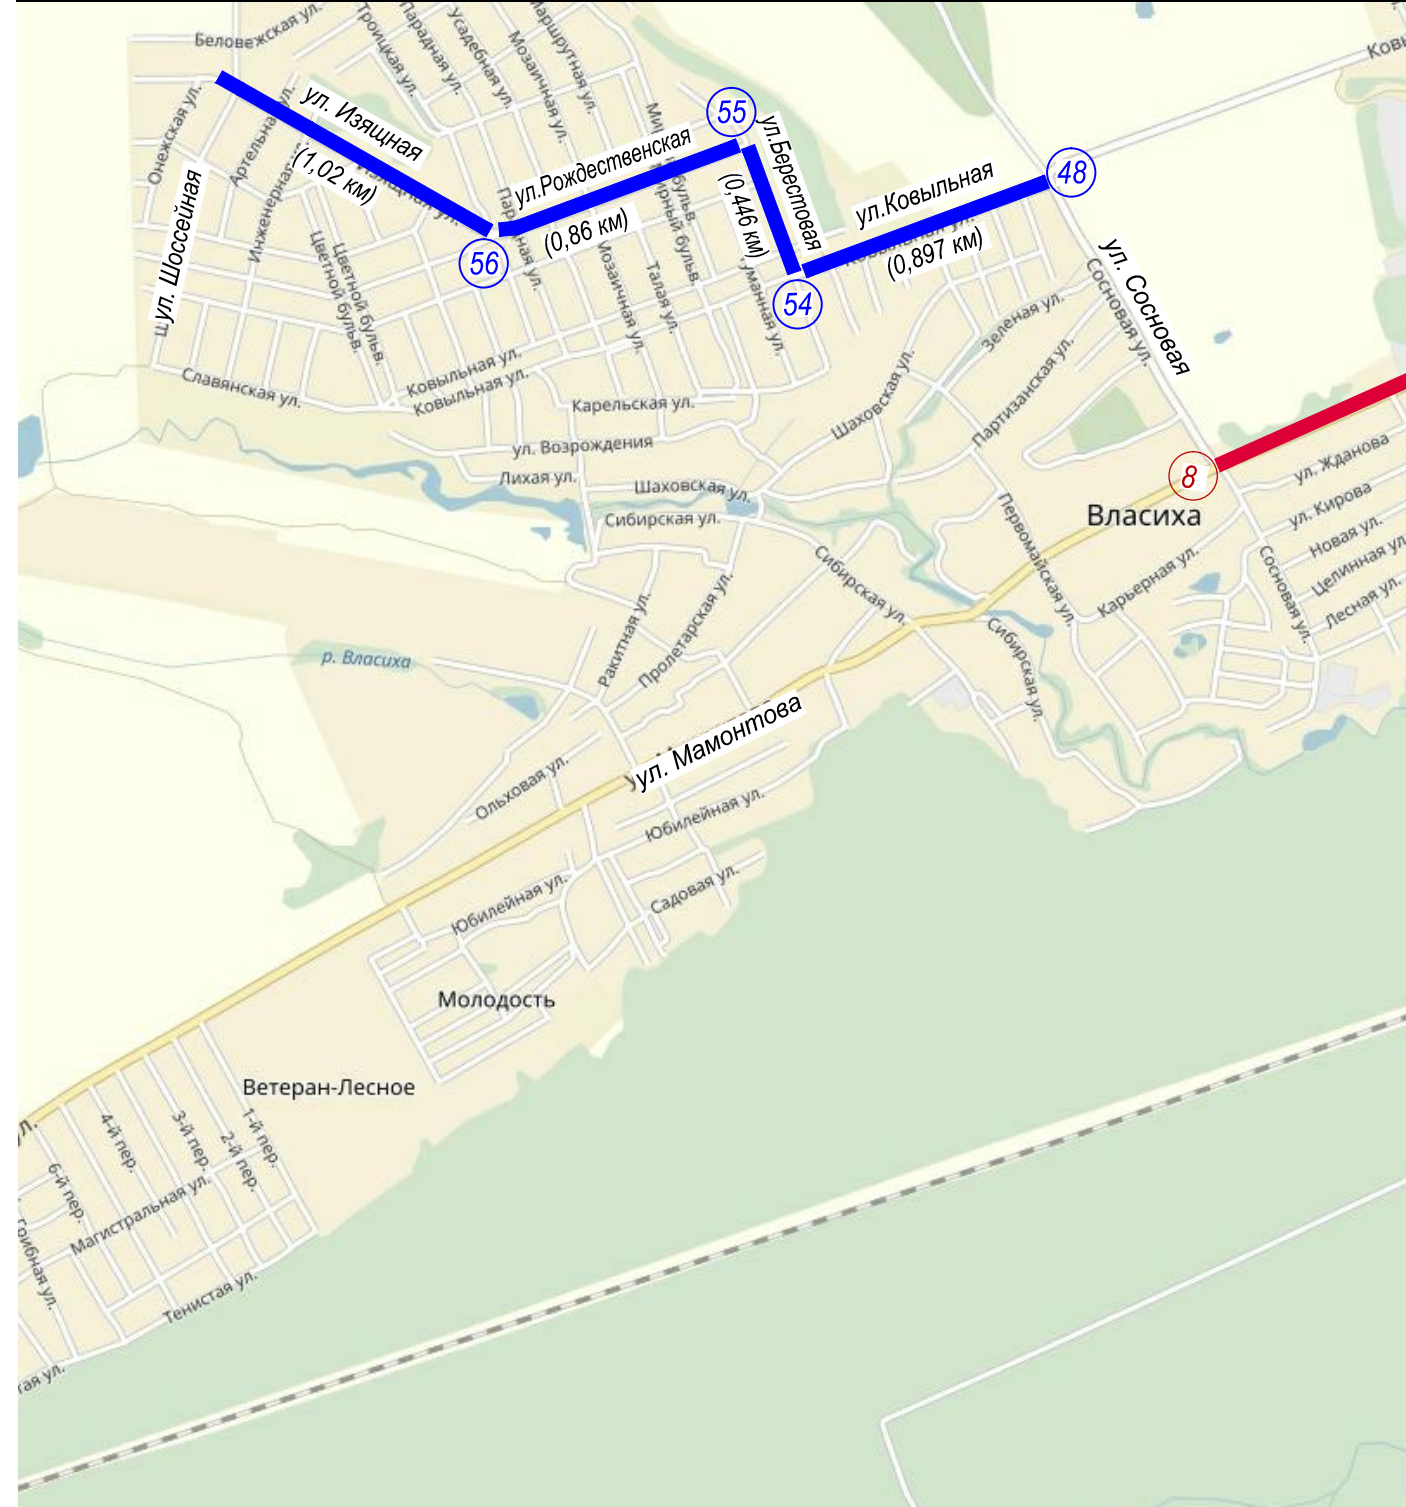 Беловежская ул.
Троицкая ул.
Парадная ул.
Усадебная ул.
Мозаичная ул.
Маршрутная ул.
Онежская ул.
Артельная ул.
ул. Изящная
(1,02 км)
Изящная ул.
Инженерная
ул. Шоссейная
Цветной бульв.
Цветной бульв.
56
ул.Рождественская
(0,86 км)
Мозаичная ул.
Талая ул.
Мирный бульв.
55
ул.Берестовая
(0,446 км)
54
ул.Ковыльная
(0,897 км)
48
ул. Сосновая
Сосновая ул.
Зелёная ул.
Партизанская ул.
Шаховская ул.
Славянская ул.
Ковыльная ул.
Ковыльная ул.
Карельская ул.
ул. Возрождения
Лихая ул.
Шаховская ул.
Сибирская ул.
8
Власиха
ул. Жданова
ул. Кирова
Новая ул.
Целинная ул
Лесная ул.
Сосновая ул.
Первомайская ул.
Карьерная ул.
Сибирская ул.
Сибирская ул.
Ракитная ул.
Пролетарская ул.
р. Власиха
ул. Мамонтова
Ольховая ул.
Юбилейная ул.
Юбилейная ул.
Садовая ул.
Молодость
Ветеран-Лесное
1-й пер.
2-й пер.
3-й пер.
4-й пер.
6-й пер.
Магистральная ул.
Грибная ул.
Тенистая ул.
тая ул.